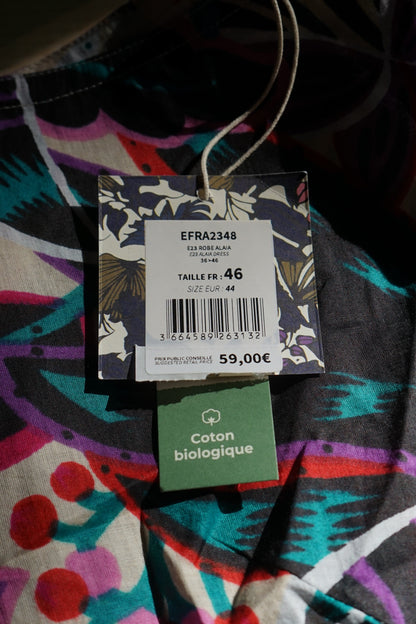 EFRA2348
E23 ROBE ALAIA
E23 ALAIA DRESS
36>46
TAILLE FR : 46
SIZE EUR : 44
3 664589 263132
PRIX PUBLIC CONSEILLÉ
SUGGESTED RETAIL PRICE
59,00€
Coton
biologique